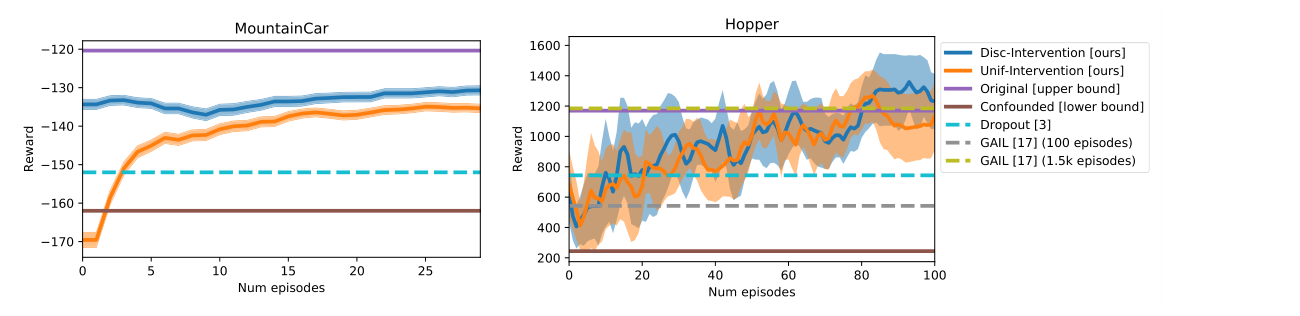 MountainCar
−120
−130
−140
−150
−160
−170
Reward
0 5 10 15 20 25
Num episodes
Hopper
1600
1400
1200
1000
800
600
400
200
Reward
0 20 40 60 80 100
Num episodes
Disc-Intervention [ours]
Unif-Intervention [ours]
Original [upper bound]
Confounded [lower bound]
Dropout [3]
GAIL [17] (100 episodes)
GAIL [17] (1.5k episodes)